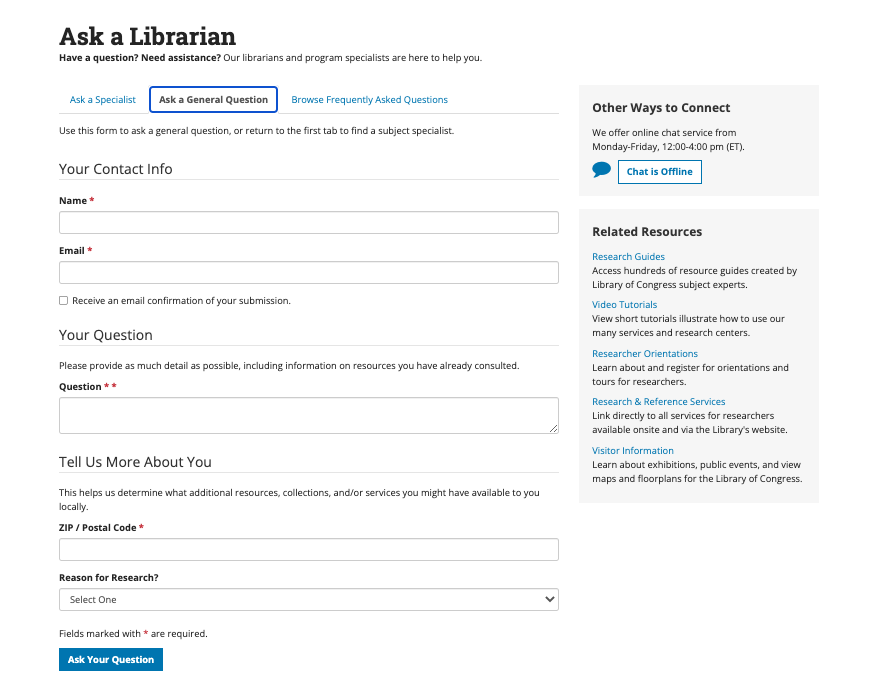 Ask a Librarian
Have a question? Need assistance? Our librarians and program specialists are here to help you.
Ask a Specialist
Ask a General Question
Browse Frequently Asked Questions
Use this form to ask a general question, or return to the first tab to find a subject specialist.
Your Contact Info
Name *
Email *
Receive an email confirmation of your submission.
Your Question
Please provide as much detail as possible, including information on resources you have already consulted.
Question * *
Tell Us More About You
This helps us determine what additional resources, collections, and/or services you might have available to you
locally.
ZIP / Postal Code *
Reason for Research?
Select One
Fields marked with * are required.
Ask Your Question
Other Ways to Connect
We offer online chat service from
Monday-Friday, 12:00-4:00 pm (ET).
Chat is Offline
Related Resources
Research Guides
Access hundreds of resource guides created by
Library of Congress subject experts.
Video Tutorials
View short tutorials illustrate how to use our
many services and research centers.
Researcher Orientations
Learn about and register for orientations and
tours for researchers.
Research & Reference Services
Link directly to all services for researchers
available onsite and via the Library's website.
Visitor Information
Learn about exhibitions, public events, and view
maps and floorplans for the Library of Congress.